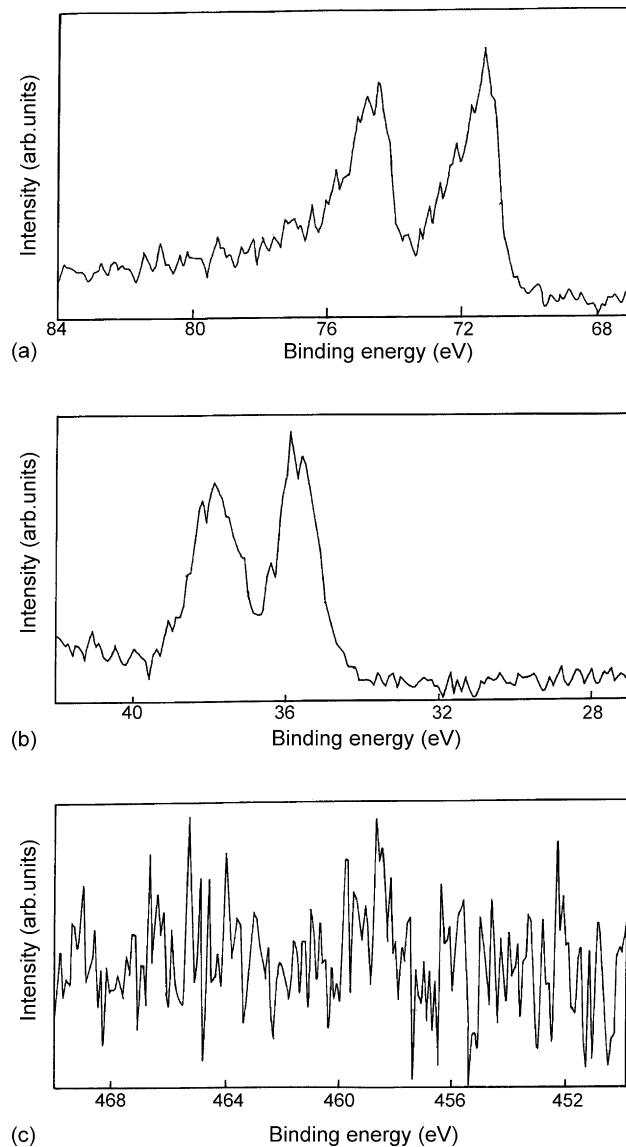 Intensity (arb.units)
84 80 76 72 68
(a) Binding energy (eV)
Intensity (arb.units)
40 36 32 28
(b) Binding energy (eV)
Intensity (arb.units)
468 464 460 456 452
(c) Binding energy (eV)